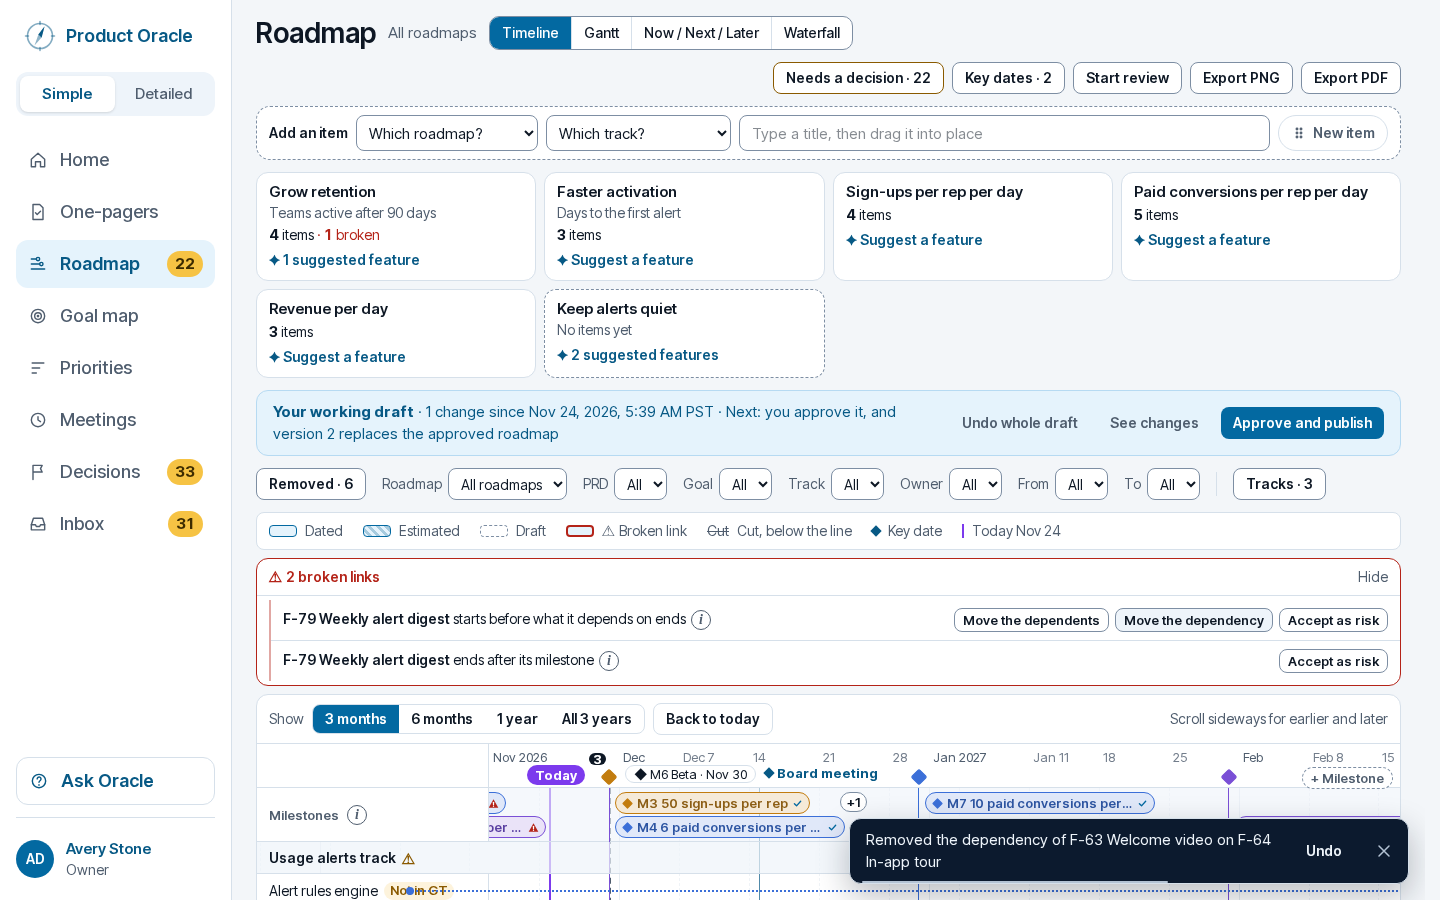 Product Oracle
Simple
Detailed
Home
One-pagers
Roadmap 22
Goal map
Priorities
Meetings
Decisions 33
Inbox 31
Ask Oracle
AD
Avery Stone
Owner
Roadmap All roadmaps Timeline Gantt Now / Next / Later Waterfall
Needs a decision · 22 Key dates · 2 Start review Export PNG Export PDF
Add an item Which roadmap? Which track? Type a title, then drag it into place New item
Grow retention
Teams active after 90 days
4 items · 1 broken
1 suggested feature
Faster activation
Days to the first alert
3 items
Suggest a feature
Sign-ups per rep per day
4 items
Suggest a feature
Paid conversions per rep per day
5 items
Suggest a feature
Revenue per day
3 items
Suggest a feature
Keep alerts quiet
No items yet
2 suggested features
Your working draft · 1 change since Nov 24, 2026, 5:39 AM PST · Next: you approve it, and
version 2 replaces the approved roadmap
Undo whole draft See changes Approve and publish
Removed · 6 Roadmap All roadmaps PRD All Goal All Track All Owner All From All To All Tracks · 3
Dated Estimated Draft ⚠ Broken link Cut Cut, below the line Key date Today Nov 24
⚠ 2 broken links Hide
F-79 Weekly alert digest starts before what it depends on ends i Move the dependents Move the dependency Accept as risk
F-79 Weekly alert digest ends after its milestone i Accept as risk
Show 3 months 6 months 1 year All 3 years Back to today Scroll sideways for earlier and later
Nov 2026 3 Dec Dec 7 14 21 28 Jan 2027 Jan 11 18 25 Feb Feb 8 15
Today M6 Beta · Nov 30 Board meeting + Milestone
Milestones i
M3 50 sign-ups per rep ✓ +1 M7 10 paid conversions per... ✓
per ... M4 6 paid conversions per ... ✓
Usage alerts track ⚠
Alert rules engine
Removed the dependency of F-63 Welcome video on F-64
In-app tour
Undo